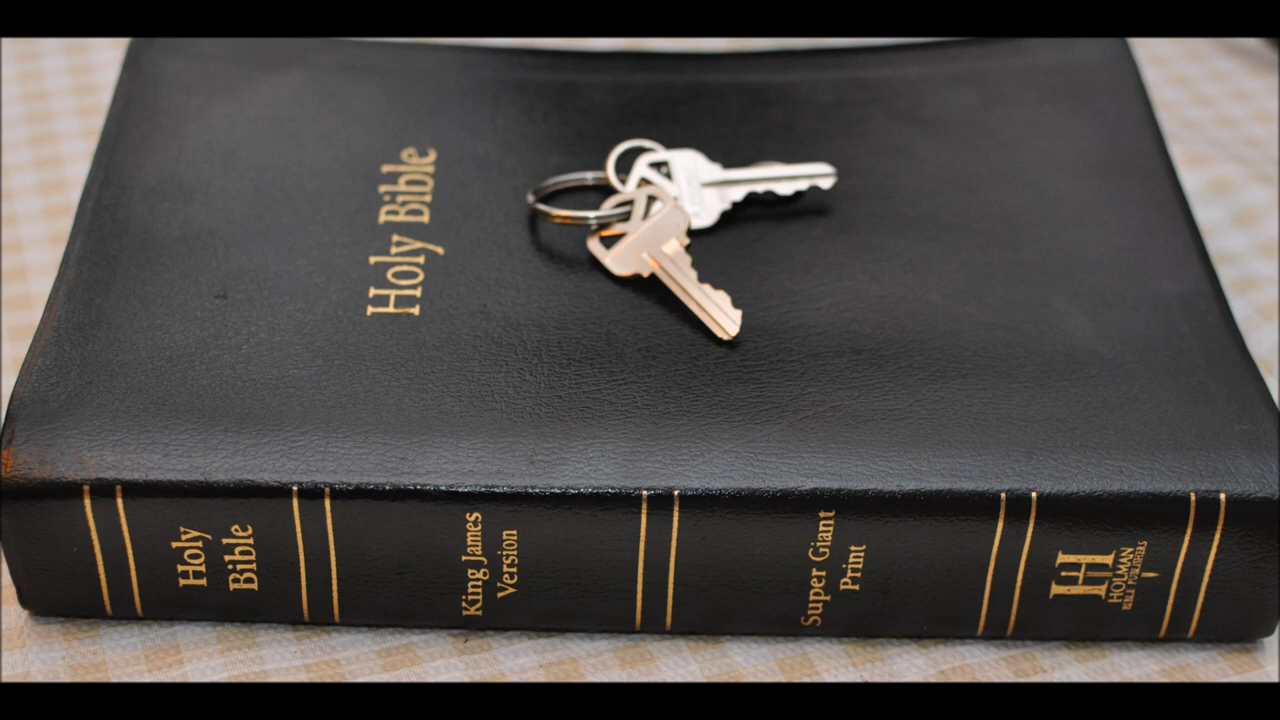 Holy Bible
Holy
Bible
King James
Version
Super Giant
Print
HOLMAN
BIBLE PUBLISHERS